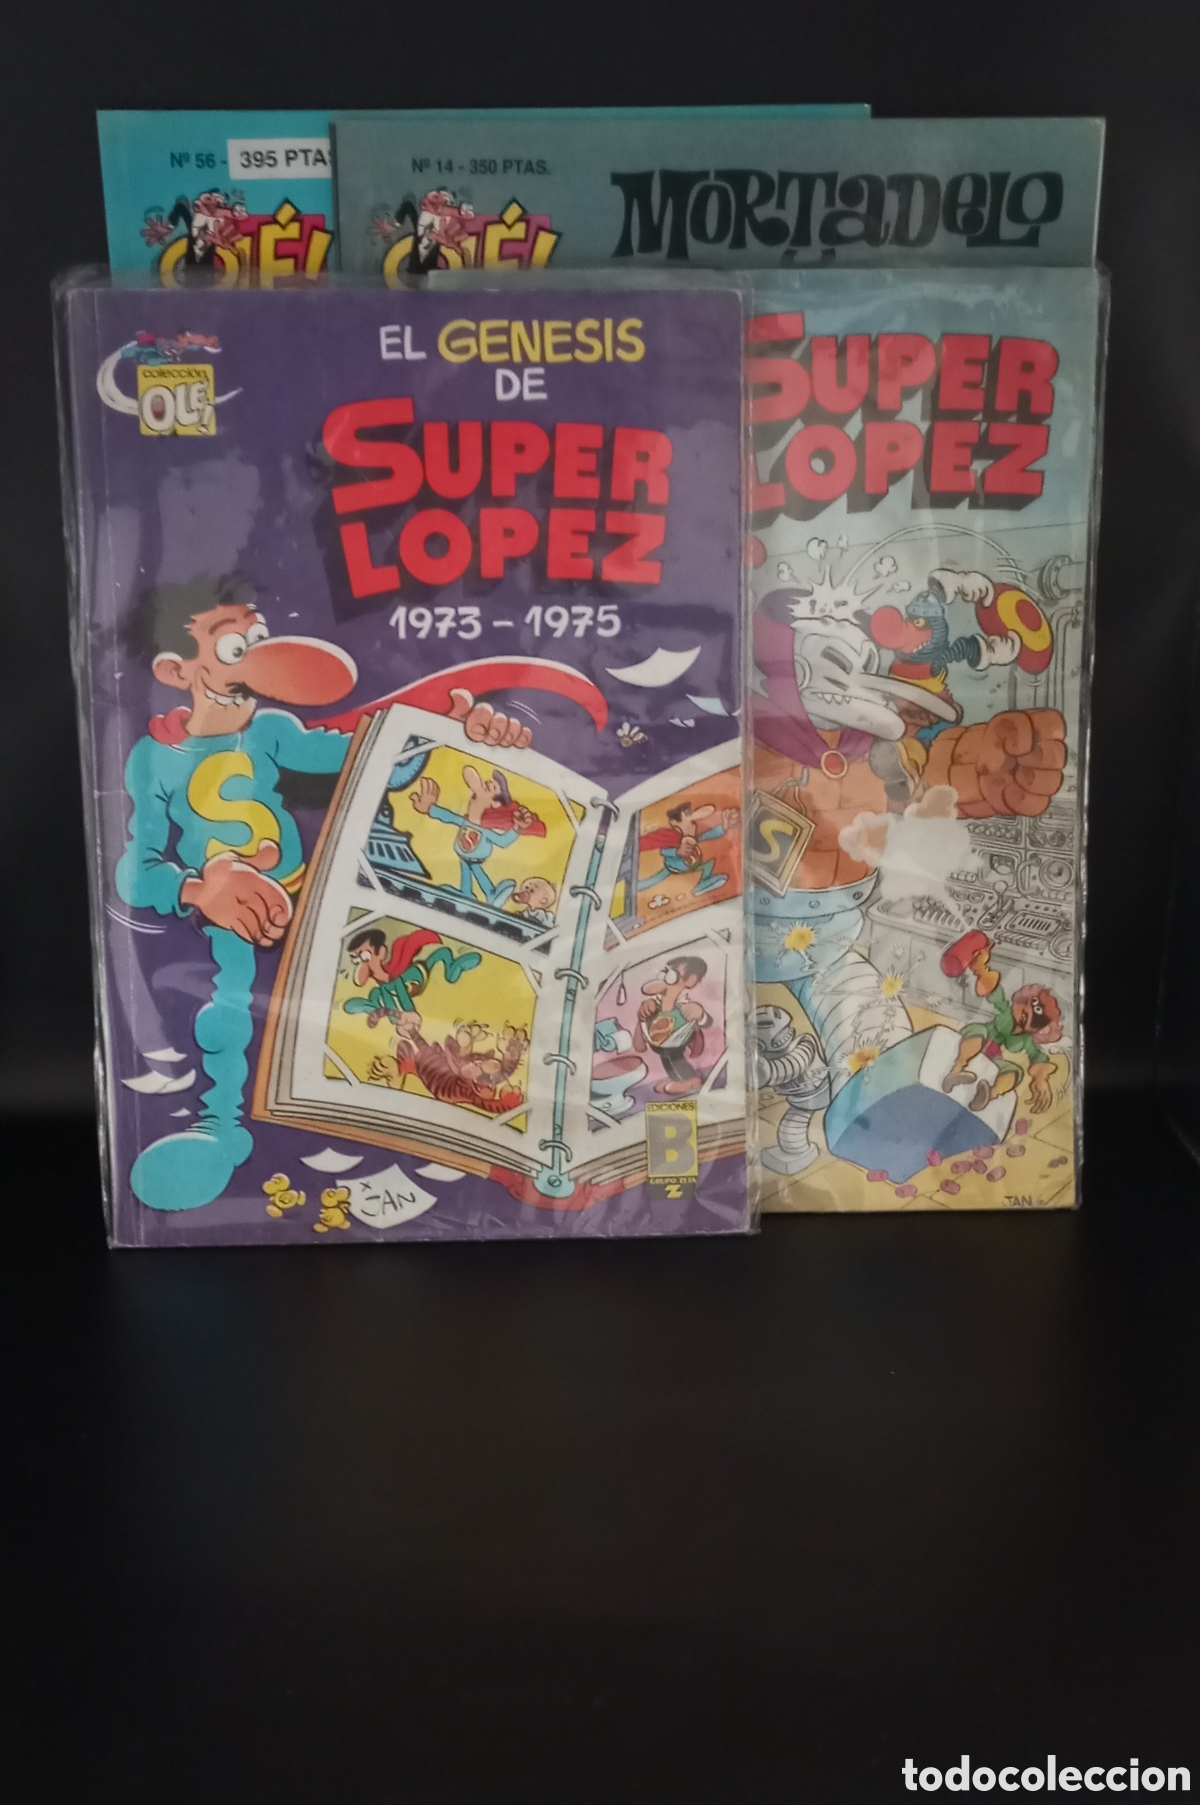 Nº 56 - 395 PTAS
¡OLÉ!
Nº 14 - 350 PTAS.
¡OLÉ!
MORTADELO
Y
colección
OLÉ!
EL GENESIS
DE
SUPER
LOPEZ
1973 - 1975
S
S
EDICIONES
B
GRUPO ZETA
Z
JAN
SUPER
LOPEZ
S
JAN
todocoleccion